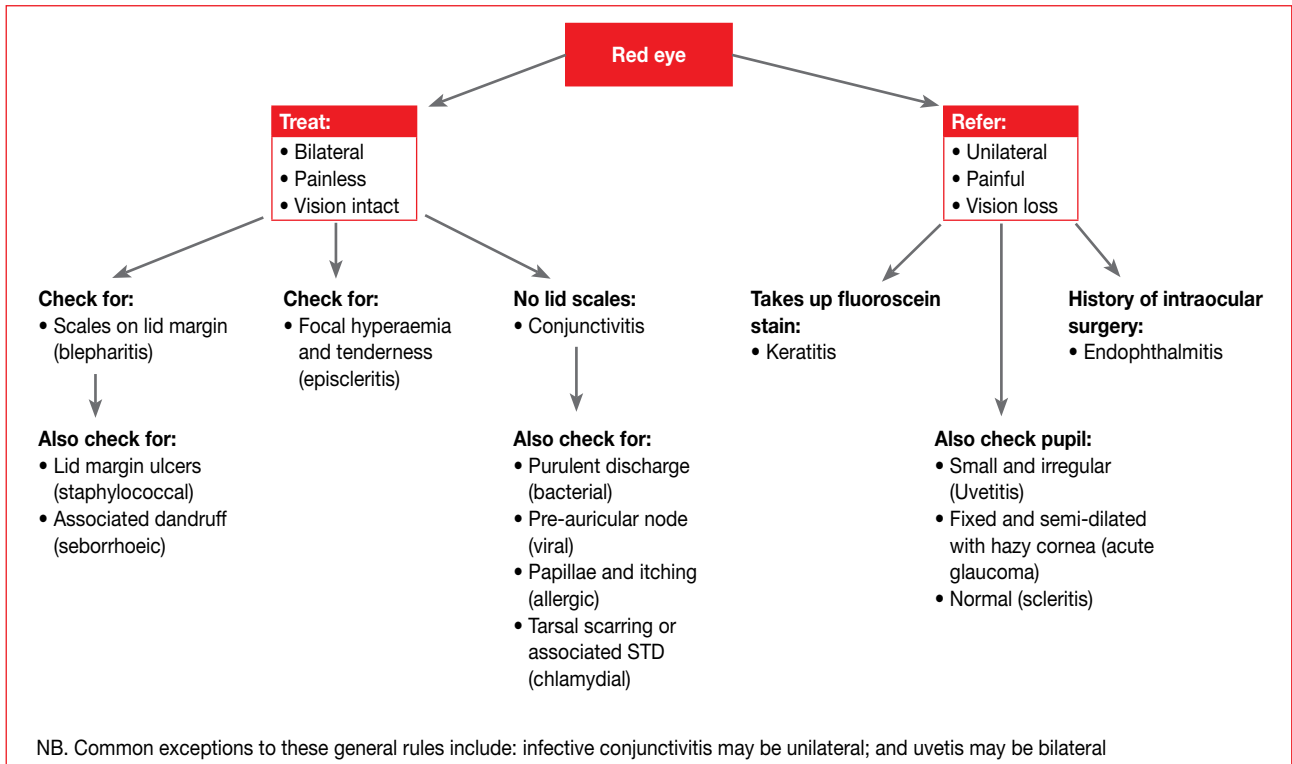 Red eye
Treat:
• Bilateral
• Painless
• Vision intact
Refer:
• Unilateral
• Painful
• Vision loss
Check for:
• Scales on lid margin
(blepharitis)
Also check for:
• Lid margin ulcers
(staphylococcal)
• Associated dandruff
(seborrhoeic)
Check for:
• Focal hyperaemia
and tenderness
(episcleritis)
No lid scales:
• Conjunctivitis
Also check for:
• Purulent discharge
(bacterial)
• Pre-auricular node
(viral)
• Papillae and itching
(allergic)
• Tarsal scarring or
associated STD
(chlamydial)
Takes up fluoroscein
stain:
• Keratitis
Also check pupil:
• Small and irregular
(Uvetitis)
• Fixed and semi-dilated
with hazy cornea (acute
glaucoma)
• Normal (scleritis)
History of intraocular
surgery:
• Endophthalmitis
NB. Common exceptions to these general rules include: infective conjunctivitis may be unilateral; and uvetis may be bilateral